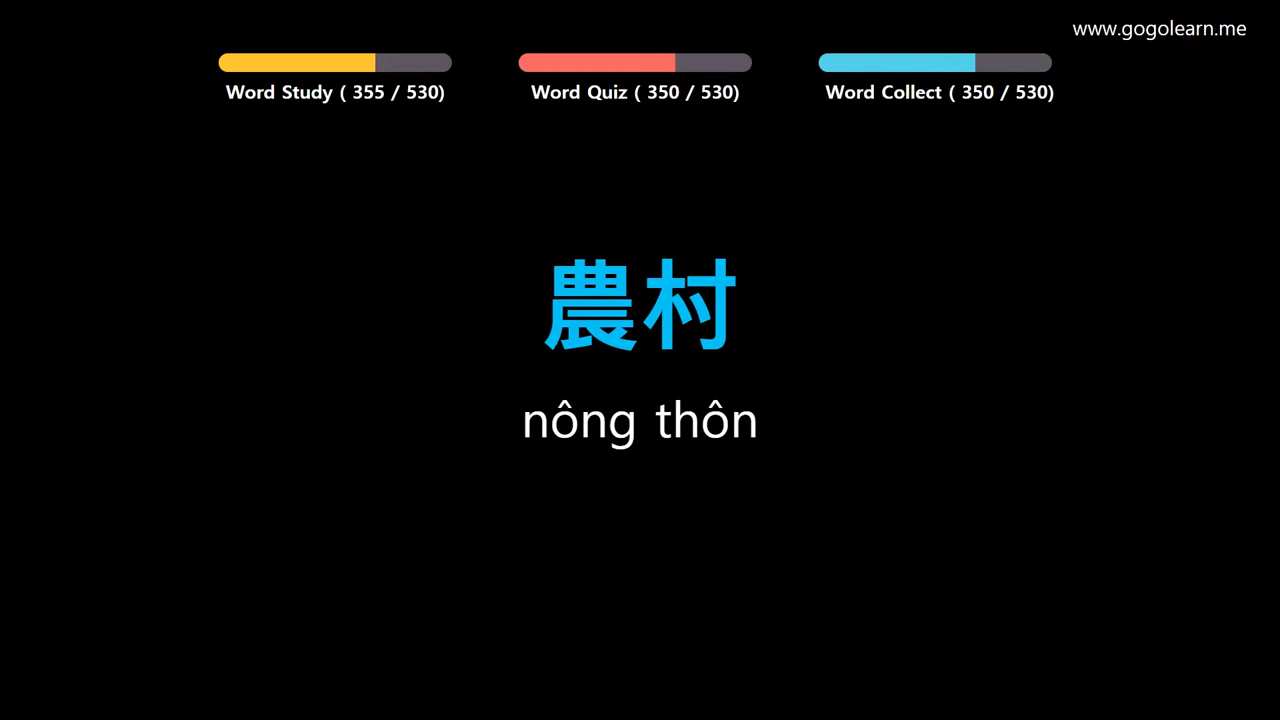 www.gogolearn.me
Word Study ( 355 / 530)
Word Quiz ( 350 / 530)
Word Collect ( 350 / 530)
農村
nông thôn